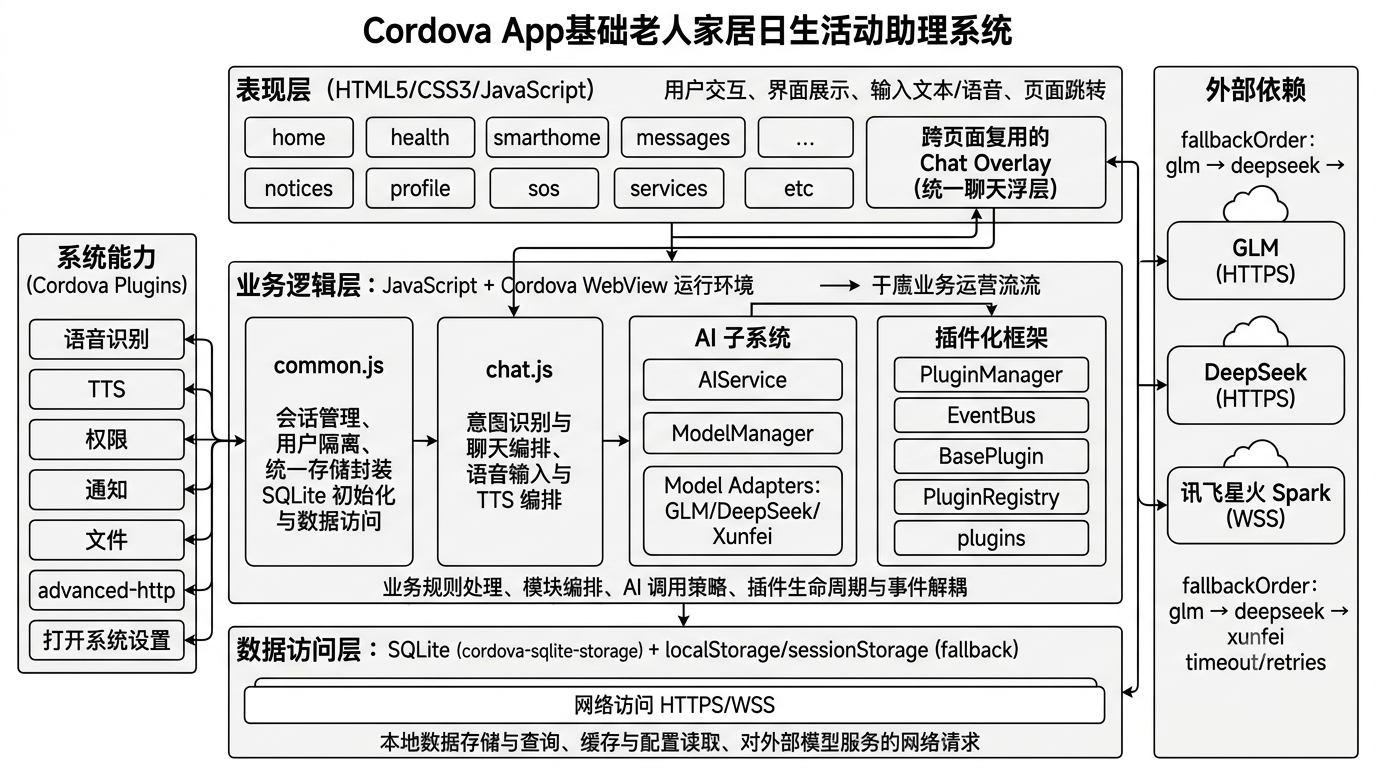 Cordova App基础老人家居日生活动助理系统
表现层（HTML5/CSS3/JavaScript）
用户交互、界面展示、输入文本/语音、页面跳转
home
health
smarthome
messages
...
notices
profile
sos
services
etc
跨页面复用的
Chat Overlay
（统一聊天浮层）
系统能力
(Cordova Plugins)
语音识别
TTS
权限
通知
文件
advanced-http
打开系统设置
业务逻辑层：JavaScript + Cordova WebView 运行环境
→ 干廌业务运营流流
common.js
会话管理、
用户隔离、
统一存储封装
SQLite 初始化
与数据访问
chat.js
意图识别与
聊天编排、
语音输入与
TTS 编排
AI 子系统
AIService
ModelManager
Model Adapters:
GLM/DeepSeek/
Xunfei
插件化框架
PluginManager
EventBus
BasePlugin
PluginRegistry
plugins
业务规则处理、模块编排、AI 调用策略、插件生命周期与事件解耦
数据访问层：SQLite (cordova-sqlite-storage) + localStorage/sessionStorage (fallback)
网络访问 HTTPS/WSS
本地数据存储与查询、缓存与配置读取、对外部模型服务的网络请求
外部依赖
fallbackOrder:
glm → deepseek →
GLM
(HTTPS)
DeepSeek
(HTTPS)
讯飞星火 Spark
(WSS)
fallbackOrder:
glm → deepseek →
xunfei
timeout/retries